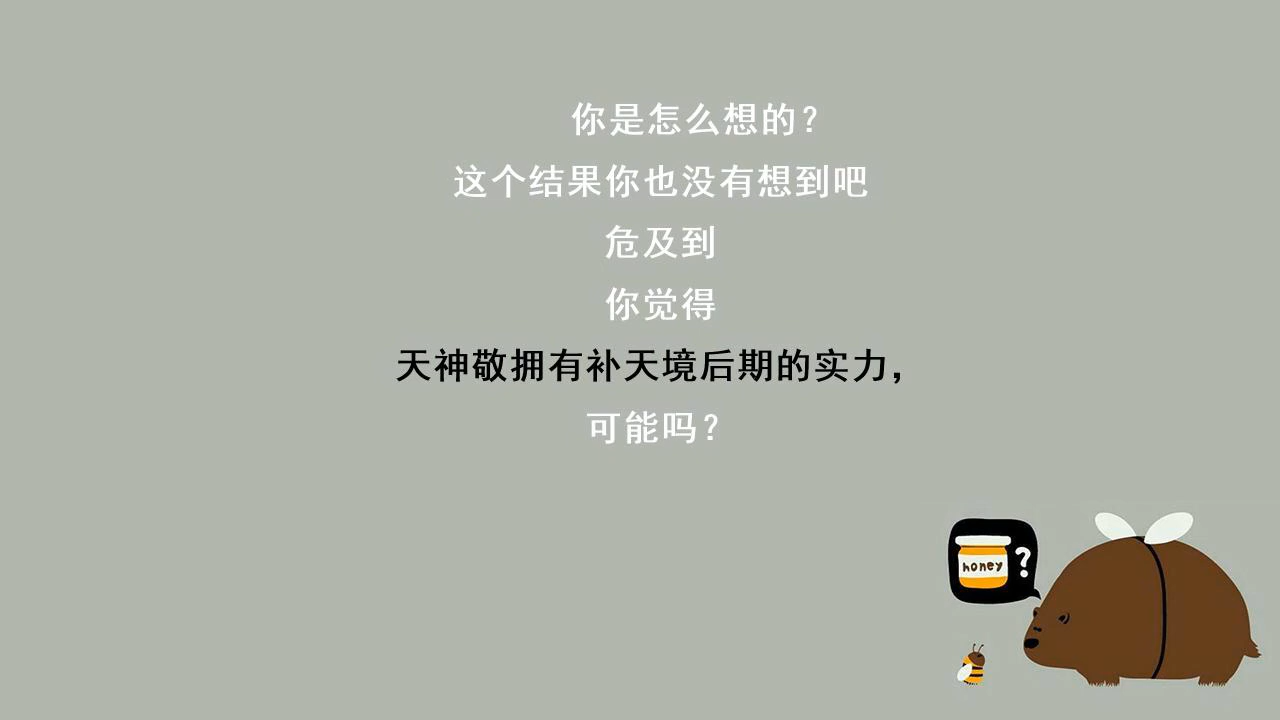 你是怎么想的？
这个结果你也没有想到吧
危及到
你觉得
天神敬拥有补天境后期的实力，
可能吗？
honey
?